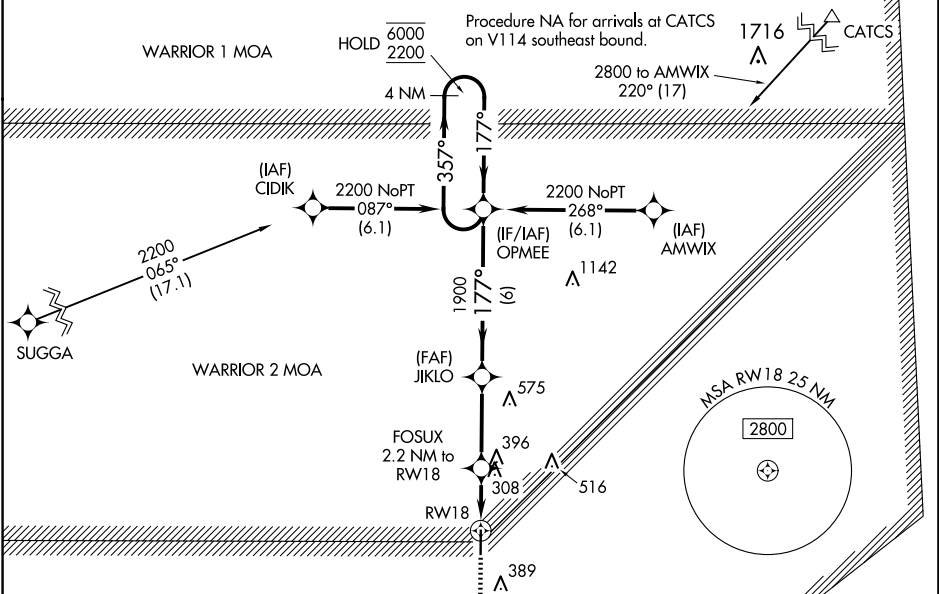 Procedure NA for arrivals at CATCS
on V114 southeast bound.
HOLD
6000
2200
1716
CATCS
WARRIOR 1 MOA
4 NM
2800 to AMWIX
220° (17)
357°
177°
(IAF)
CIDIK
2200 NoPT
087°
(6.1)
2200 NoPT
268°
(6.1)
(IF/IAF)
OPMEE
(IAF)
AMWIX
2200
065°
(17.1)
1142
1900
177°
(6)
SUGGA
WARRIOR 2 MOA
(FAF)
JIKLO
575
MSA RW18 25 NM
2800
FOSUX
2.2 NM to
RW18
396
308
516
RW18
389